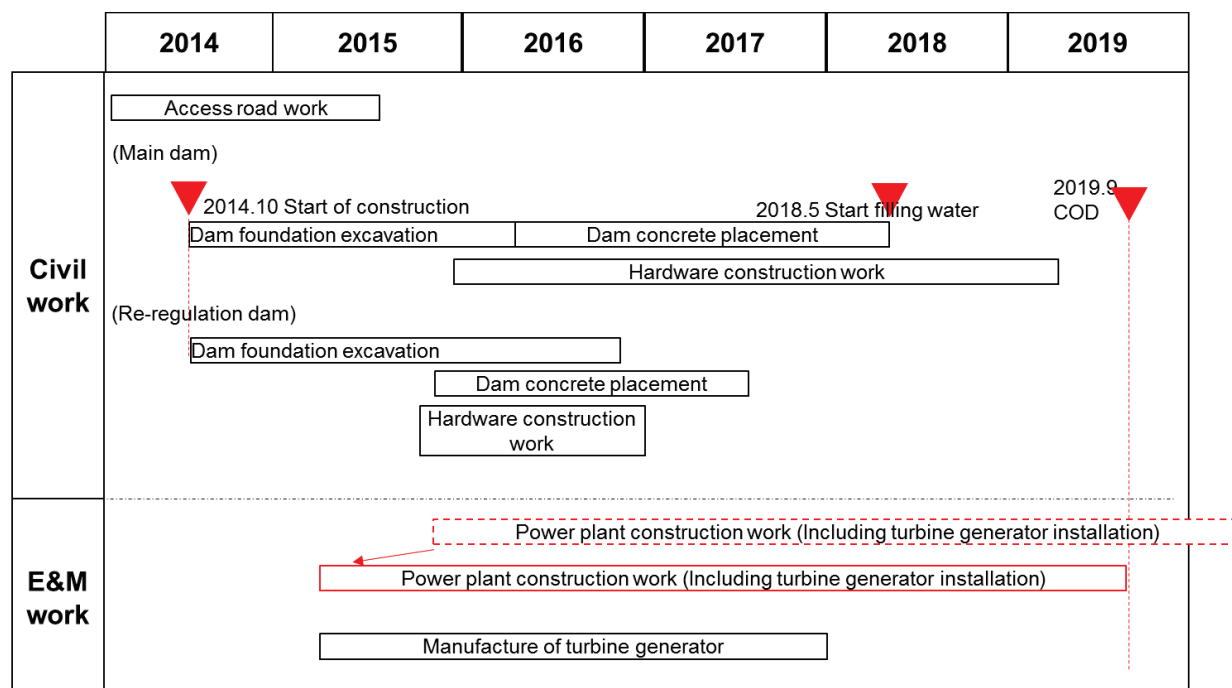 2014 2015 2016 2017 2018 2019
Civil
work
Access road work
(Main dam)
2014.10 Start of construction
2018.5 Start filling water
2019.9
COD
Dam foundation excavation
Dam concrete placement
Hardware construction work
(Re-regulation dam)
Dam foundation excavation
Dam concrete placement
Hardware construction
work
E&M
work
Power plant construction work (Including turbine generator installation)
Power plant construction work (Including turbine generator installation)
Manufacture of turbine generator